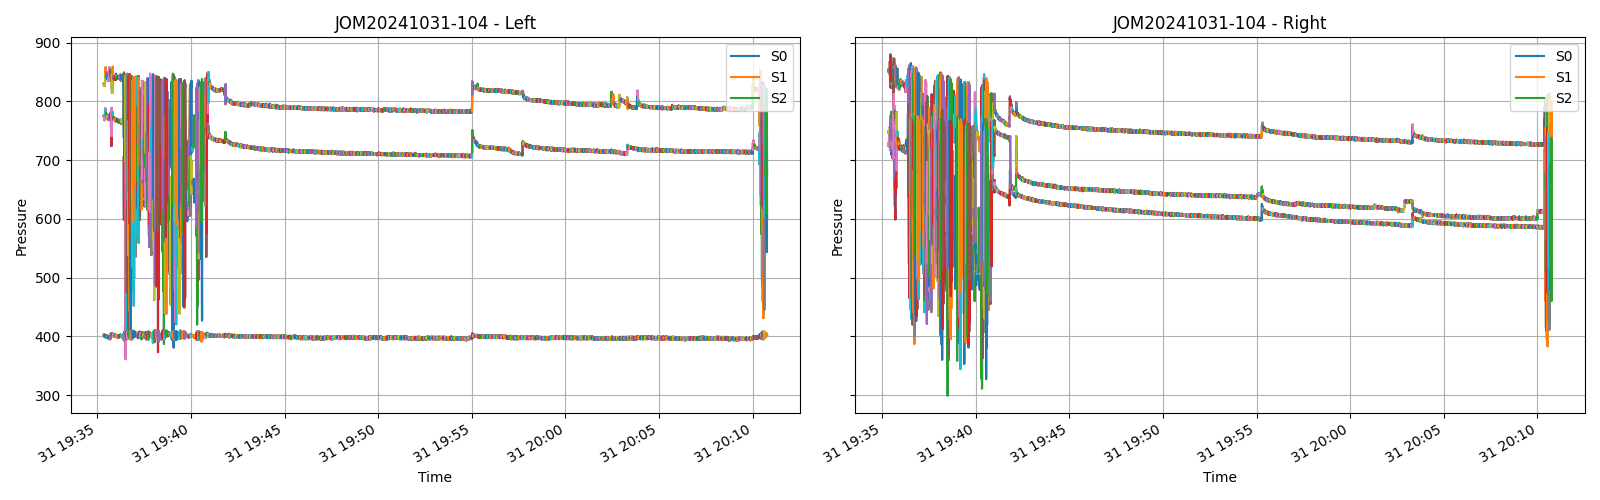 JOM20241031-104 - Left
JOM20241031-104 - Right
900
800
700
600
500
400
300
Pressure
S0
S1
S2
31 19:35
31 19:40
31 19:45
31 19:50
31 19:55
31 20:00
31 20:05
31 20:10
Time
Pressure
S0
S1
S2
31 19:35
31 19:40
31 19:45
31 19:50
31 19:55
31 20:00
31 20:05
31 20:10
Time